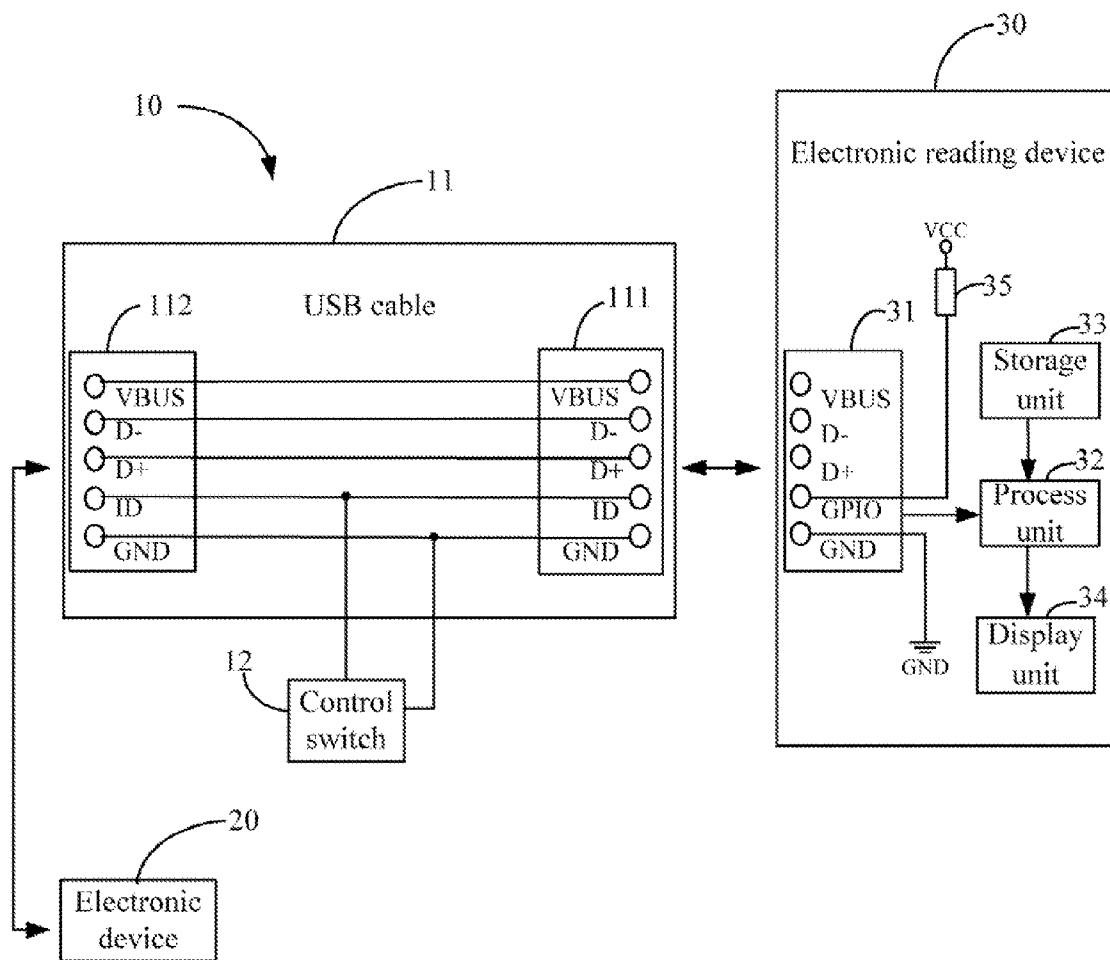 30
10
Electronic reading device
11
VCC
35
112
USB cable
111
31
33
Storage
unit
VBUS
VBUS
VBUS
D-
D-
D-
D+
D+
D+
32
Process
unit
ID
ID
GPIO
GND
GND
GND
34
Display
unit
GND
12
Control
switch
20
Electronic
device